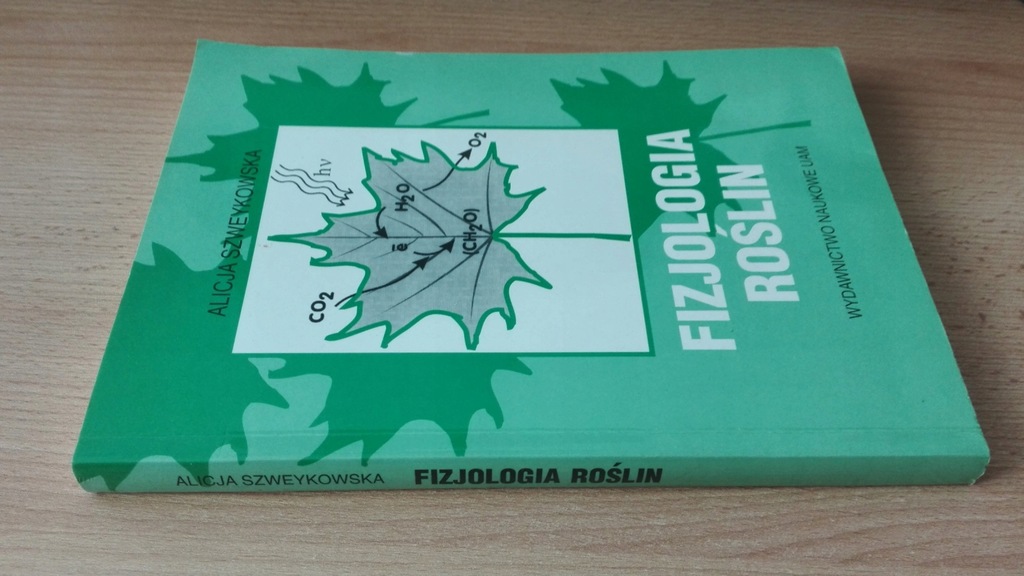 ALICJA SZWEYKOWSKA
hν
O₂
H₂O
ē
(CH₂O)
CO₂
FIZJOLOGIA
ROŚLIN
WYDAWNICTWO NAUKOWE UAM
ALICJA SZWEYKOWSKA FIZJOLOGIA ROŚLIN